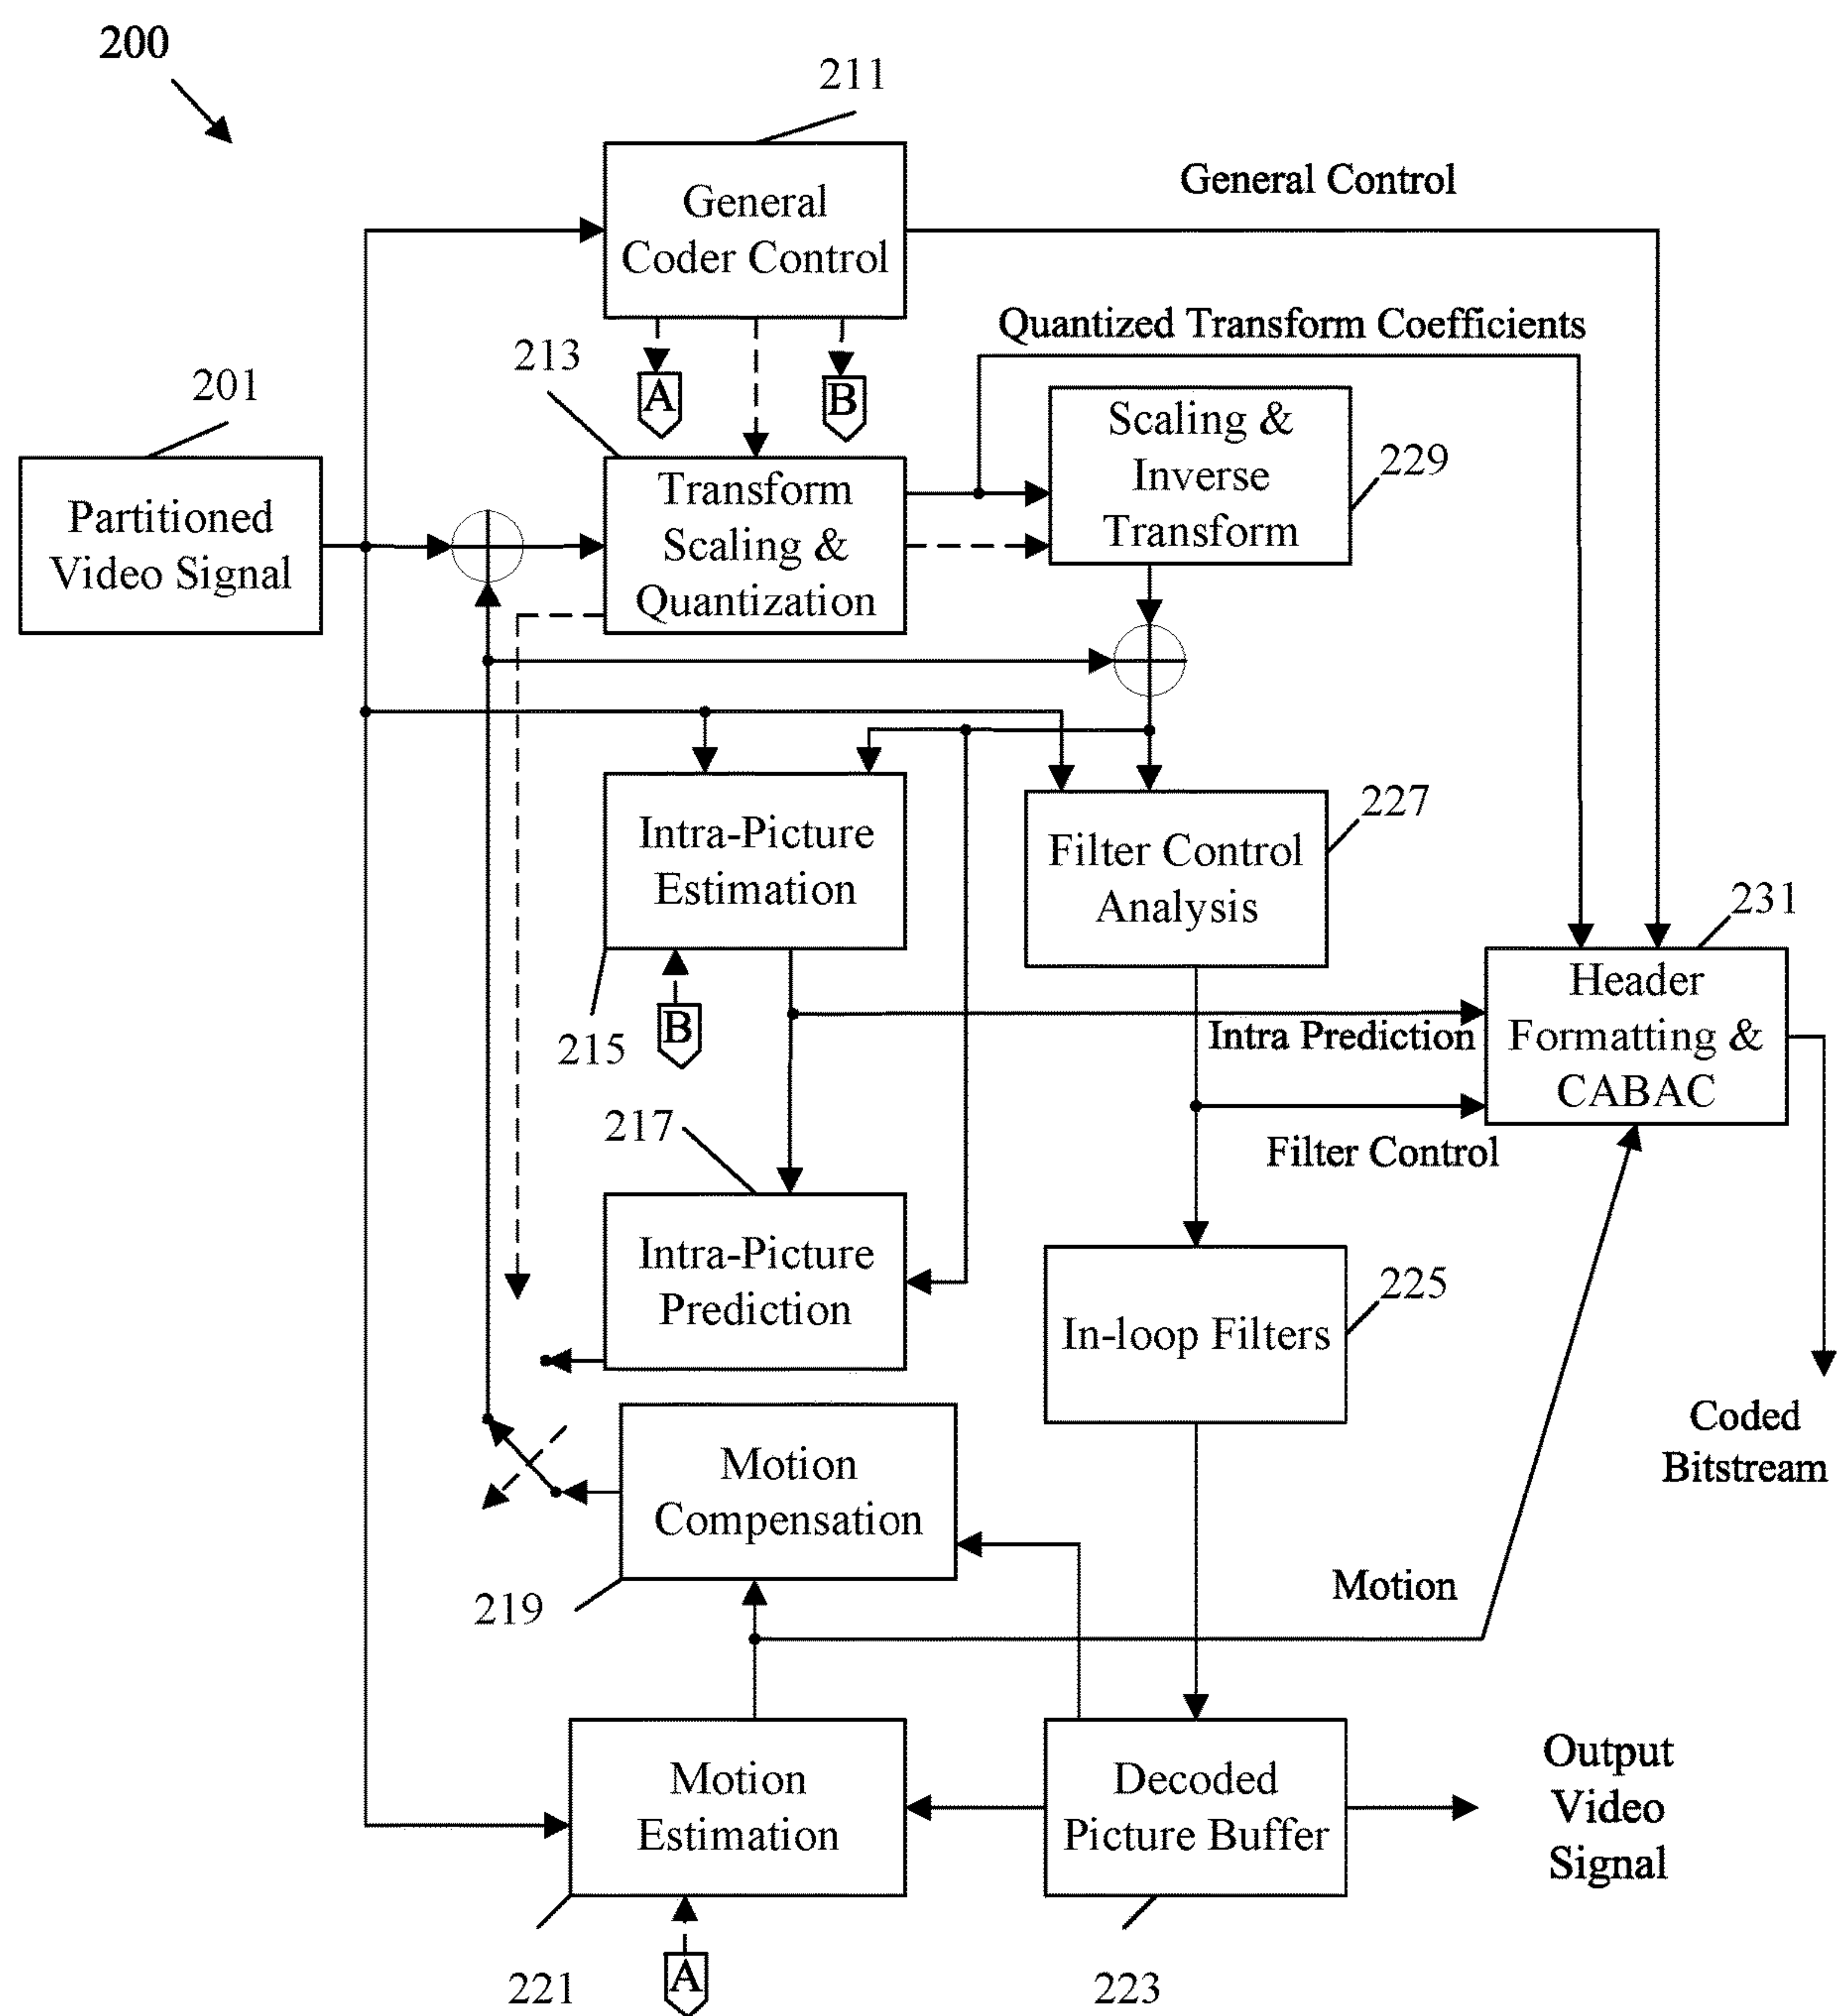 200
211
General
Coder Control
General Control
Quantized Transform Coefficients
213
A
B
201
Partitioned
Video Signal
Transform
Scaling &
Quantization
Scaling &
Inverse
Transform
229
Intra-Picture
Estimation
215
B
227
Filter Control
Analysis
231
Header
Formatting &
CABAC
Intra Prediction
Filter Control
217
Intra-Picture
Prediction
225
In-loop Filters
Coded
Bitstream
Motion
Compensation
219
Motion
Motion
Estimation
221
A
Decoded
Picture Buffer
223
Output
Video
Signal